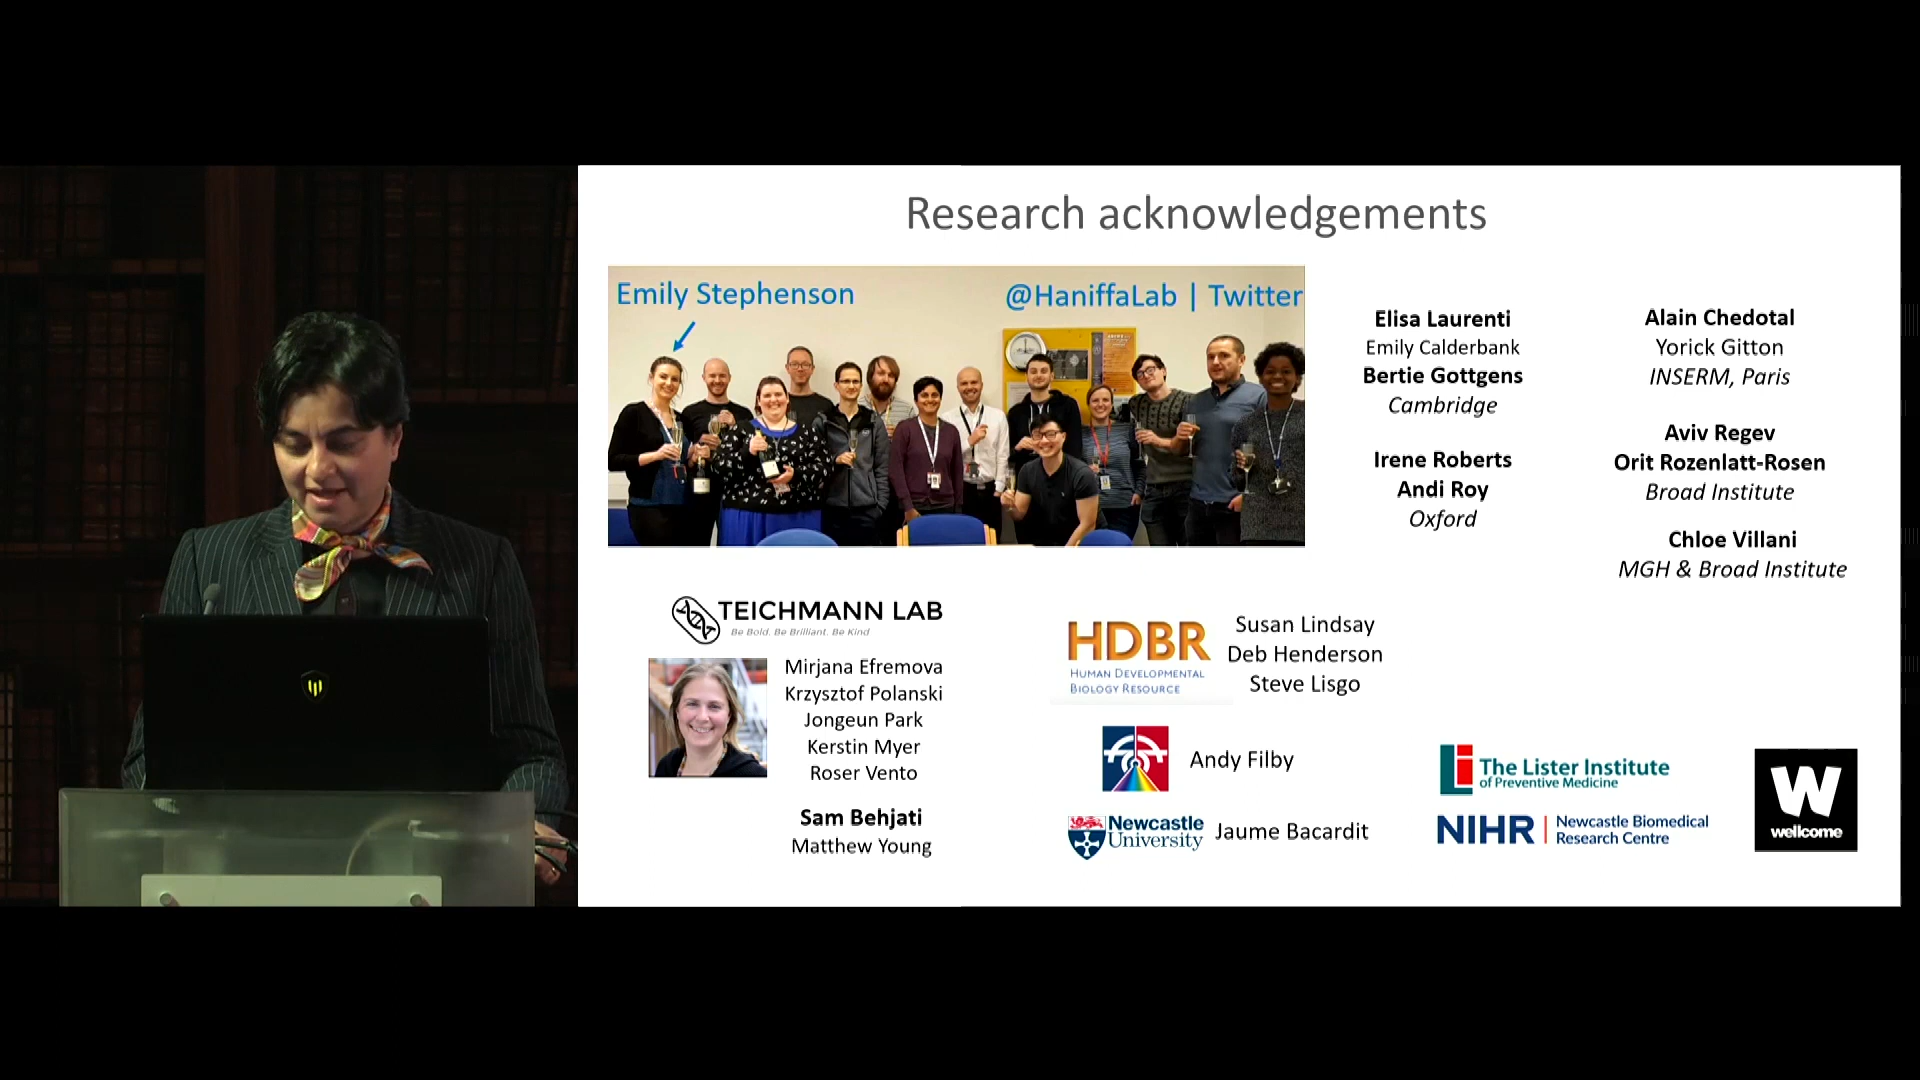 Research acknowledgements
Emily Stephenson
@HaniffaLab | Twitter
Elisa Laurenti
Emily Calderbank
Bertie Gottgens
Cambridge
Irene Roberts
Andi Roy
Oxford
Alain Chedotal
Yorick Gitton
INSERM, Paris
Aviv Regev
Orit Rozenlatt-Rosen
Broad Institute
Chloe Villani
MGH & Broad Institute
TEICHMANN LAB
Be Bold. Be Brilliant. Be Kind
Mirjana Efremova
Krzysztof Polanski
Jongeun Park
Kerstin Myer
Roser Vento
Sam Behjati
Matthew Young
HDBR
HUMAN DEVELOPMENTAL
BIOLOGY RESOURCE
Susan Lindsay
Deb Henderson
Steve Lisgo
Andy Filby
Newcastle
University
Jaume Bacardit
The Lister Institute
of Preventive Medicine
NIHR | Newcastle Biomedical
Research Centre
W
wellcome